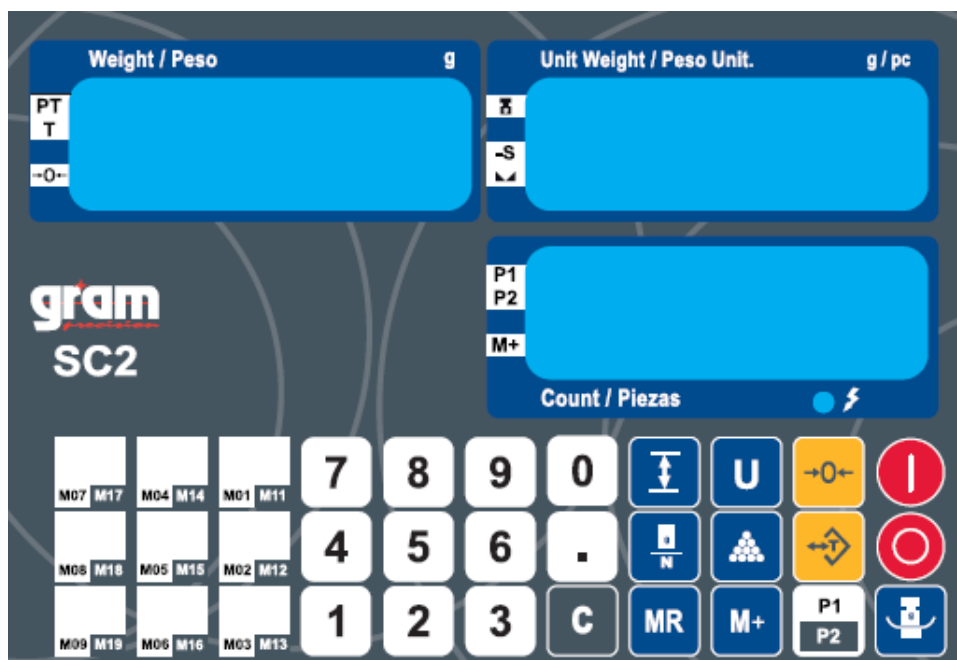 Weight / Peso g
Unit Weight / Peso Unit. g / pc
PT
T
→0←
-S
P1
P2
M+
gram
precision
SC2
Count / Piezas
M07 M17 M04 M14 M01 M11
7 8 9 0 U →0←
M08 M18 M05 M15 M02 M12
4 5 6 . N T
M09 M19 M06 M16 M03 M13
1 2 3 C MR M+ P1
P2